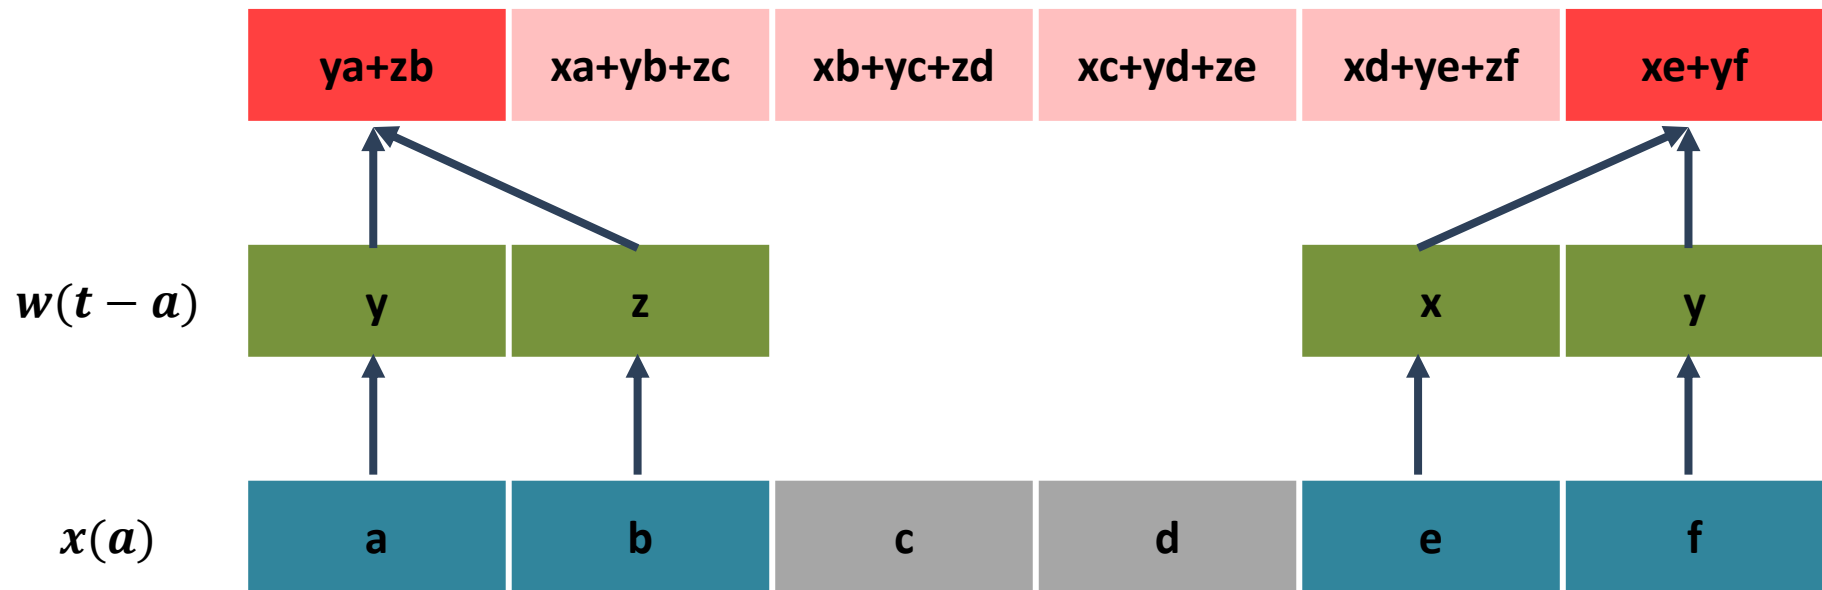 ya+zb xa+yb+zc xb+yc+zd xc+yd+ze xd+ye+zf xe+yf
w(t − a) y z x y
x(a) a b c d e f